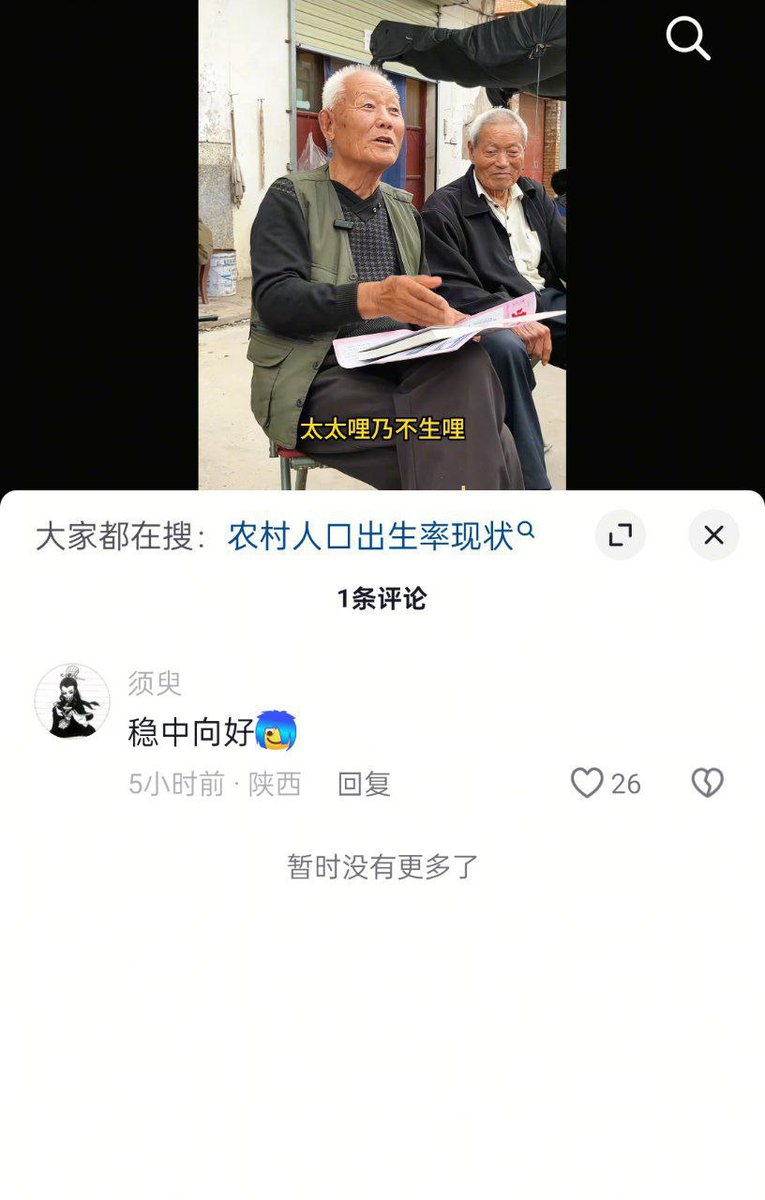 太太哩乃不生哩
大家都在搜：农村人口出生率现状
1条评论
须臾
稳中向好
5小时前 · 陕西 回复 26
暂时没有更多了